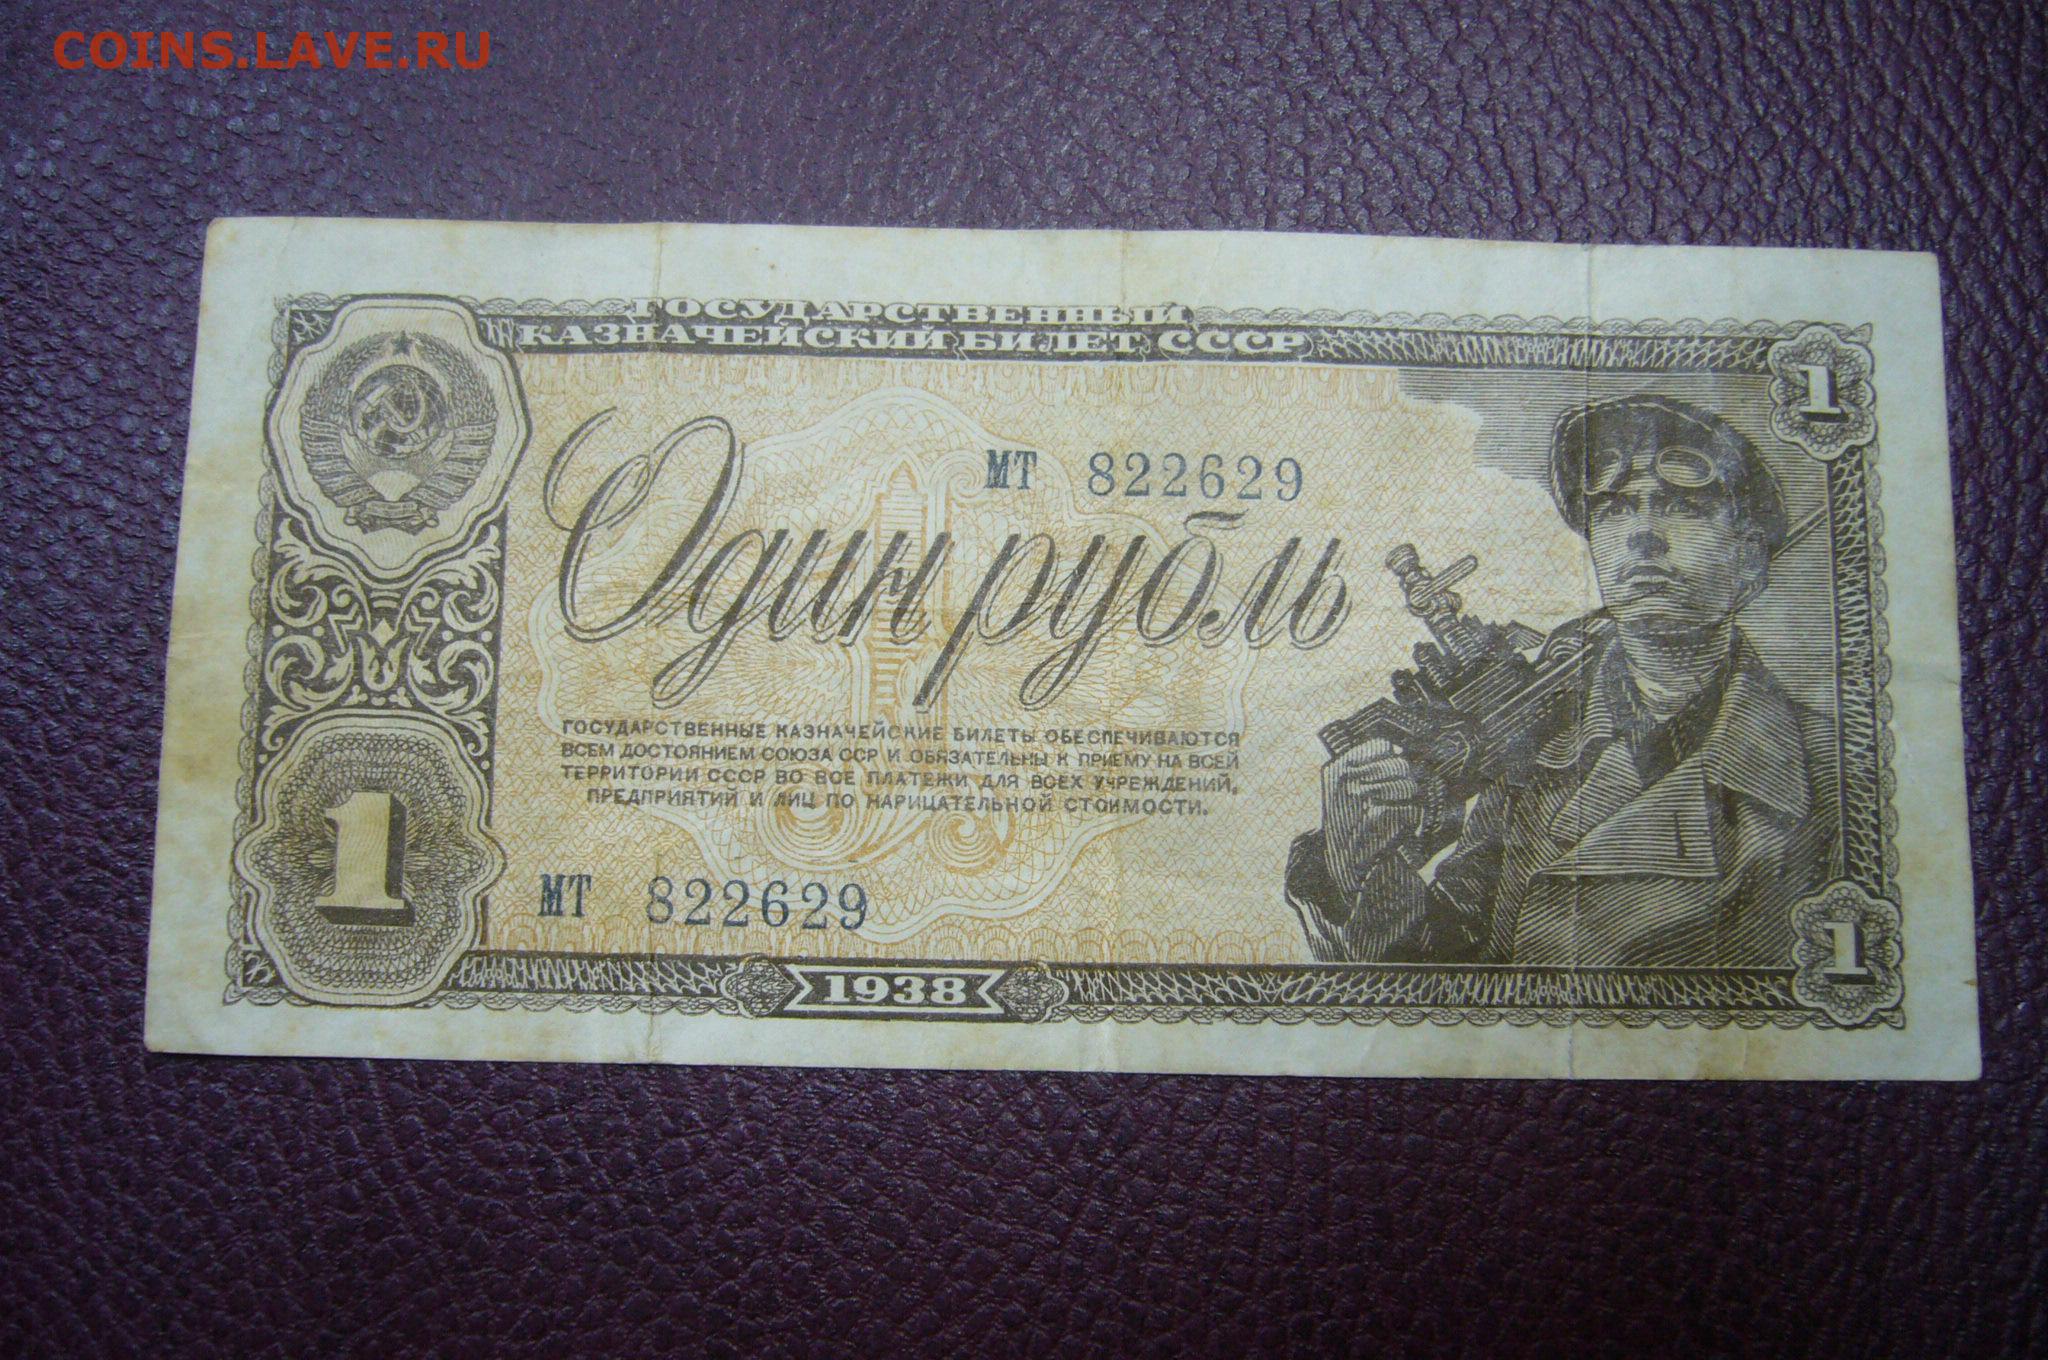 COINS.LAVE.RU
ГОСУДАРСТВЕННЫЙ
КАЗНАЧЕЙСКИЙ БИЛЕТ СССР
1
МТ 822629
Один рубль
ГОСУДАРСТВЕННЫЕ КАЗНАЧЕЙСКИЕ БИЛЕТЫ ОБЕСПЕЧИВАЮТСЯ
ВСЕМ ДОСТОЯНИЕМ СОЮЗА ССР И ОБЯЗАТЕЛЬНЫ К ПРИЕМУ НА ВСЕЙ
ТЕРРИТОРИИ СССР ВО ВСЕ ПЛАТЕЖИ ДЛЯ ВСЕХ УЧРЕЖДЕНИЙ,
ПРЕДПРИЯТИЙ И ЛИЦ ПО НАРИЦАТЕЛЬНОЙ СТОИМОСТИ.
1
МТ 822629
1
1938